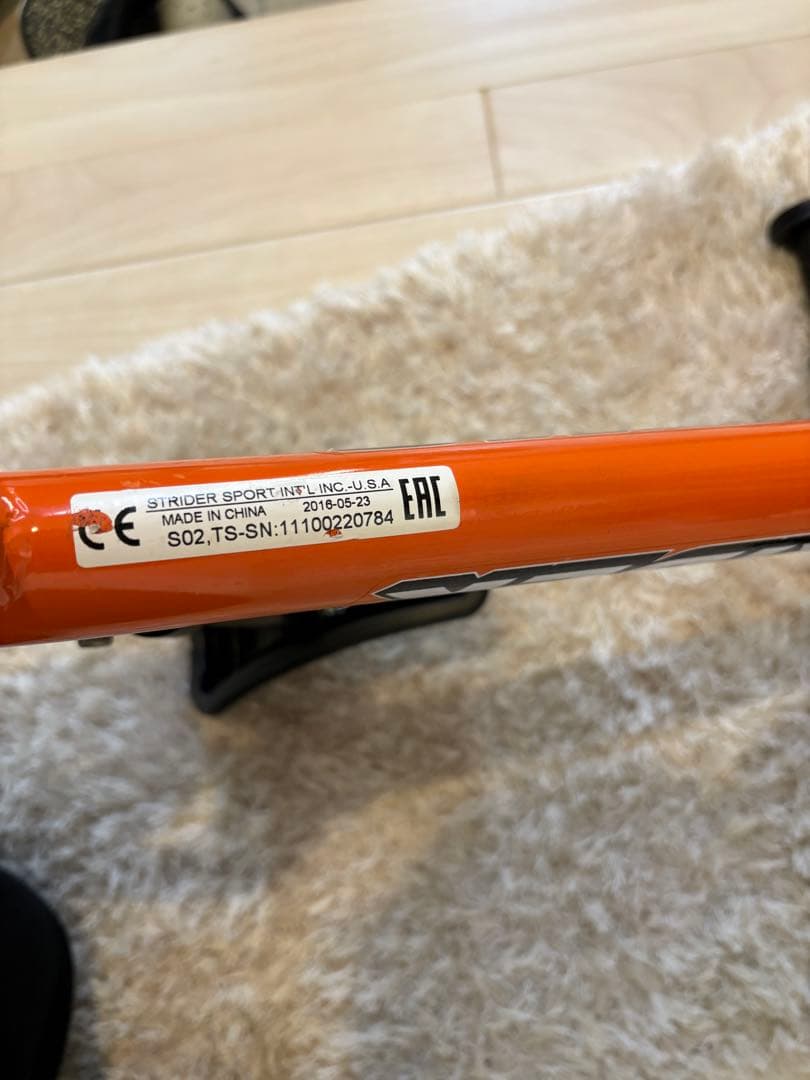 CE STRIDER SPORT INT'L INC.-U.S.A EAC
MADE IN CHINA 2016-05-23
S02,TS-SN:11100220784